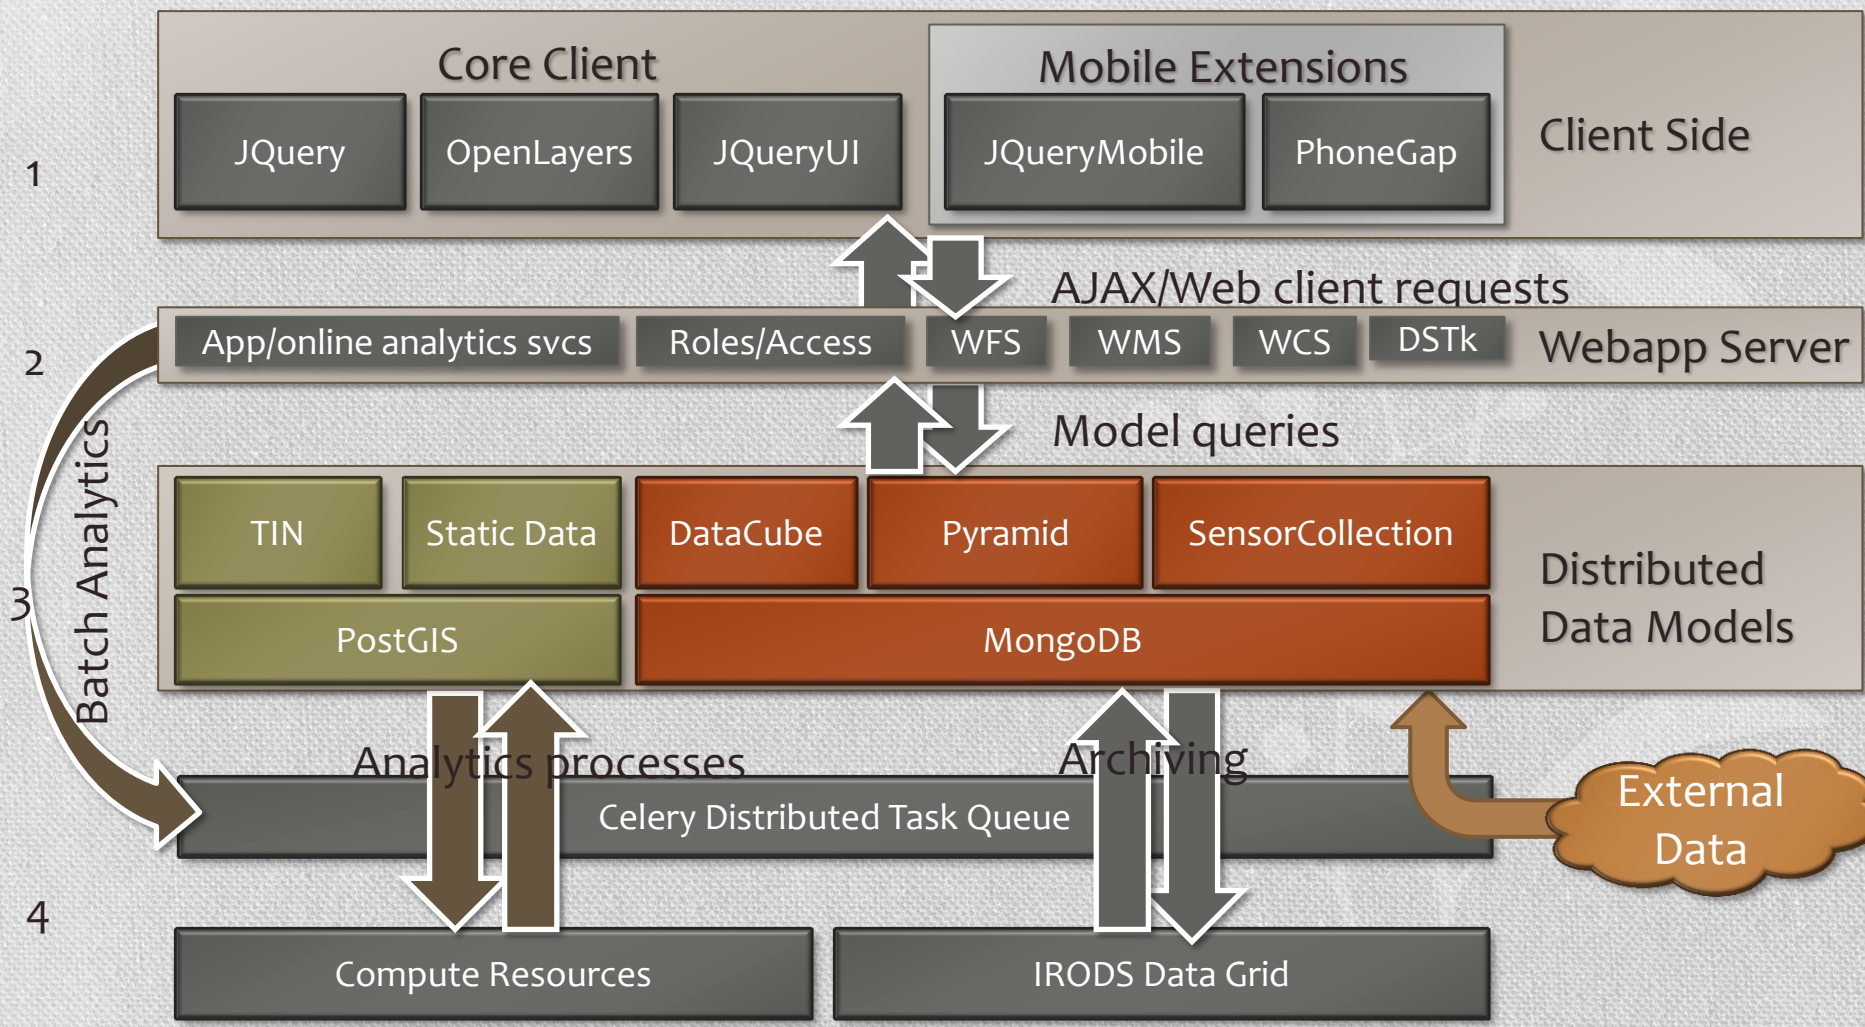 Core Client
Mobile Extensions
JQuery
OpenLayers
JQueryUI
JQueryMobile
PhoneGap
Client Side
1
AJAX/Web client requests
App/online analytics svcs
Roles/Access
WFS
WMS
WCS
DSTk
Webapp Server
2
Model queries
Batch Analytics
TIN
Static Data
DataCube
Pyramid
SensorCollection
Distributed
Data Models
3
PostGIS
MongoDB
Analytics processes
Archiving
External
Data
Celery Distributed Task Queue
4
Compute Resources
IRODS Data Grid